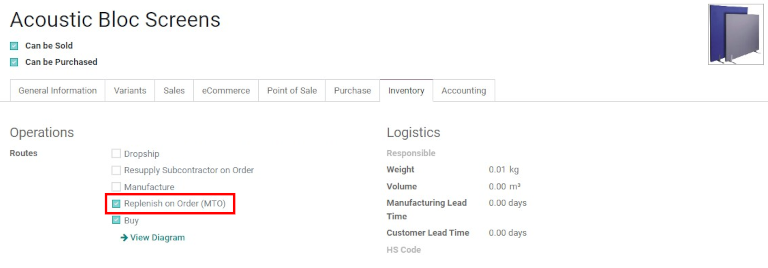 Acoustic Bloc Screens
Can be Sold
Can be Purchased
General Information Variants Sales eCommerce Point of Sale Purchase Inventory Accounting
Operations
Routes
Dropship
Resupply Subcontractor on Order
Manufacture
Replenish on Order (MTO)
Buy
View Diagram
Logistics
Responsible
Weight 0.01 kg
Volume 0.00 m³
Manufacturing Lead 0.00 days
Time
Customer Lead Time 0.00 days
HS Code